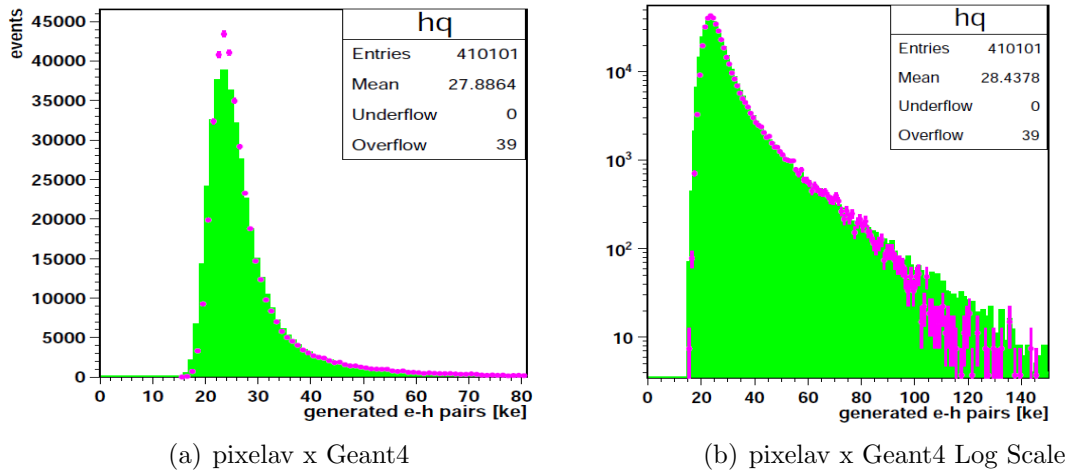 hq
Entries 410101
Mean 27.8864
Underflow 0
Overflow 39
events
45000
40000
35000
30000
25000
20000
15000
10000
5000
0
0 10 20 30 40 50 60 70 80
generated e-h pairs [ke]
(a) pixelav x Geant4
hq
Entries 410101
Mean 28.4378
Underflow 0
Overflow 39
10⁴
10³
10²
10
0 20 40 60 80 100 120 140
generated e-h pairs [ke]
(b) pixelav x Geant4 Log Scale